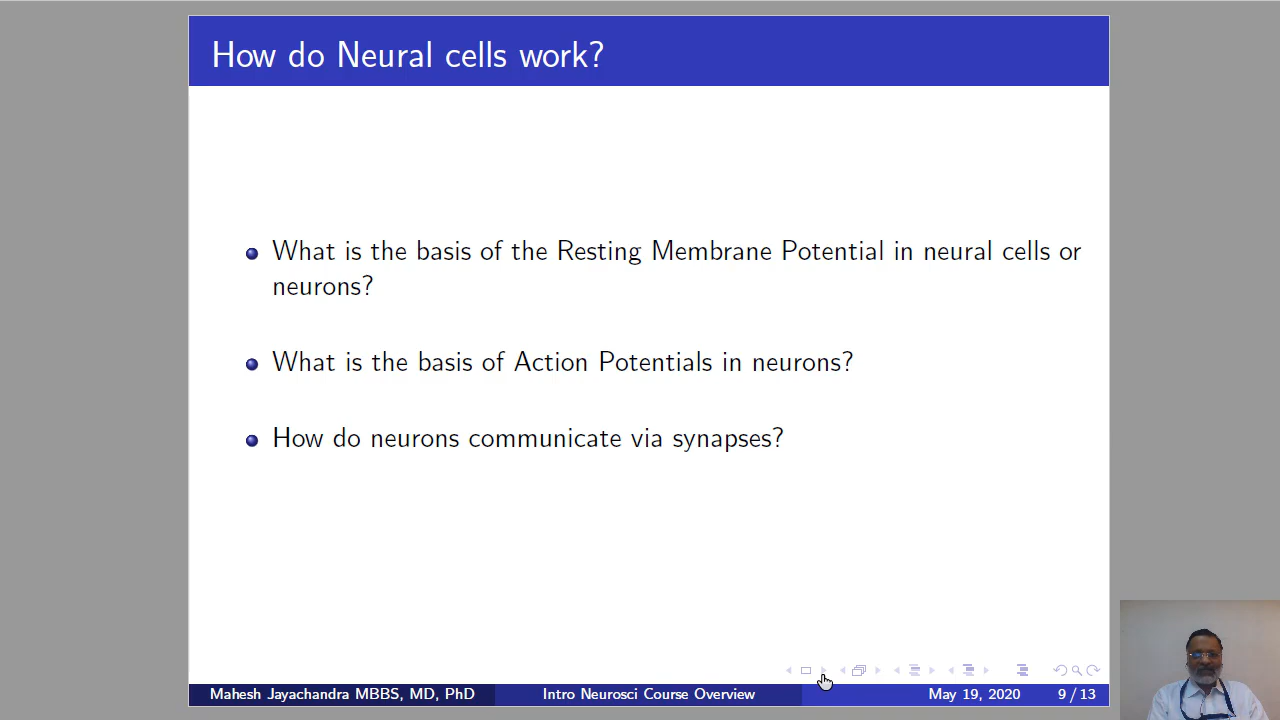 How do Neural cells work?
What is the basis of the Resting Membrane Potential in neural cells or
neurons?
What is the basis of Action Potentials in neurons?
How do neurons communicate via synapses?
Mahesh Jayachandra MBBS, MD, PhD Intro Neurosci Course Overview May 19, 2020 9 / 13